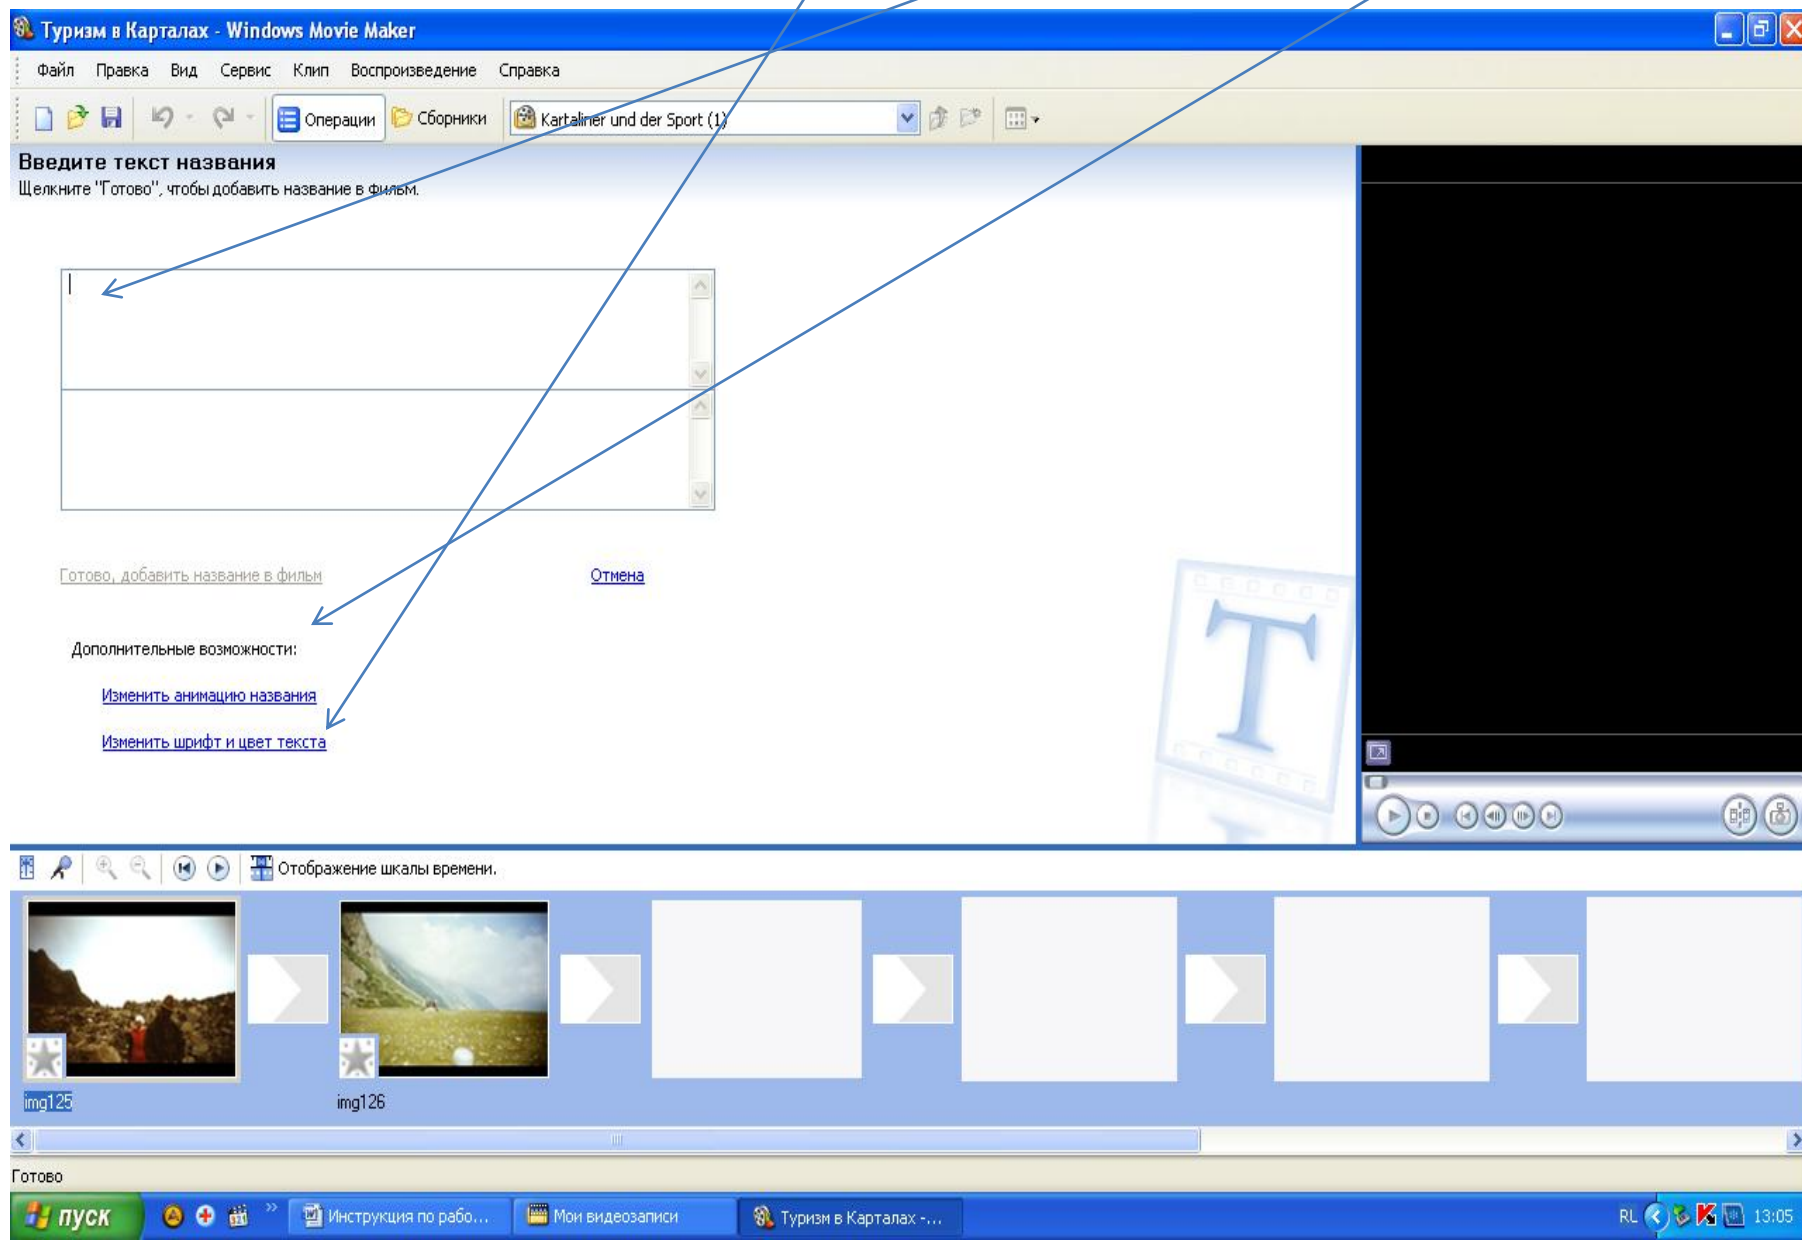 Туризм в Карталах - Windows Movie Maker
Файл Правка Вид Сервис Клип Воспроизведение Справка
Операции Сборники Kartaliner und der Sport (1)
Введите текст названия
Щелкните "Готово", чтобы добавить название в фильм.
Готово, добавить название в фильм Отмена
Дополнительные возможности:
Изменить анимацию названия
Изменить шрифт и цвет текста
T
Отображение шкалы времени.
img125 img126
Готово
пуск Инструкция по рабо... Мои видеозаписи Туризм в Карталах -... RL 13:05